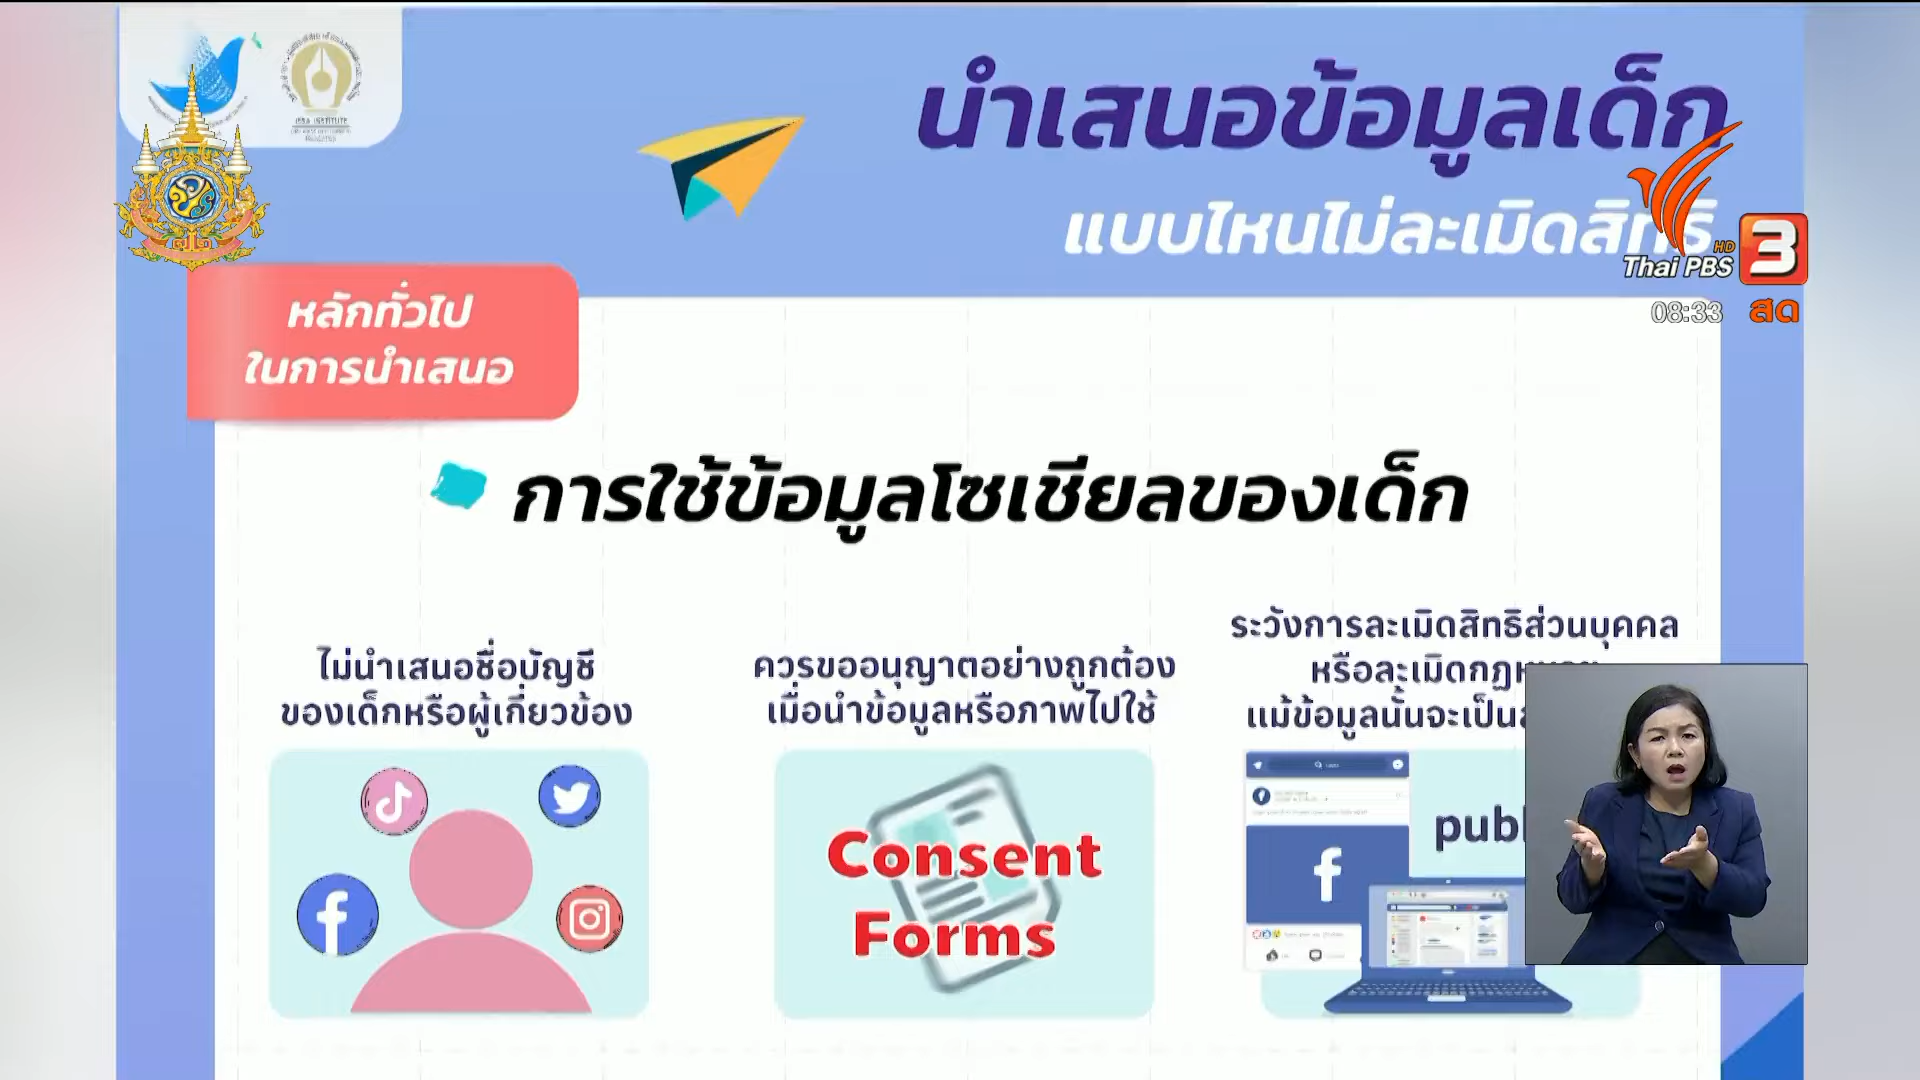 นำเสนอข้อมูลเด็ก
แบบไหนไม่ละเมิดสิทธิ
HD
Thai PBS
3
08:33 สด
หลักทั่วไป
ในการนำเสนอ
การใช้ข้อมูลโซเชียลของเด็ก
ไม่นำเสนอชื่อบัญชี
ของเด็กหรือผู้เกี่ยวข้อง
ควรขออนุญาตอย่างถูกต้อง
เมื่อนำข้อมูลหรือภาพไปใช้
ระวังการละเมิดสิทธิส่วนบุคคล
หรือละเมิดกฎ
แม้ข้อมูลนั้นจะเป็น
Consent
Forms
publ
ISRA INSTITUTE
๗๒